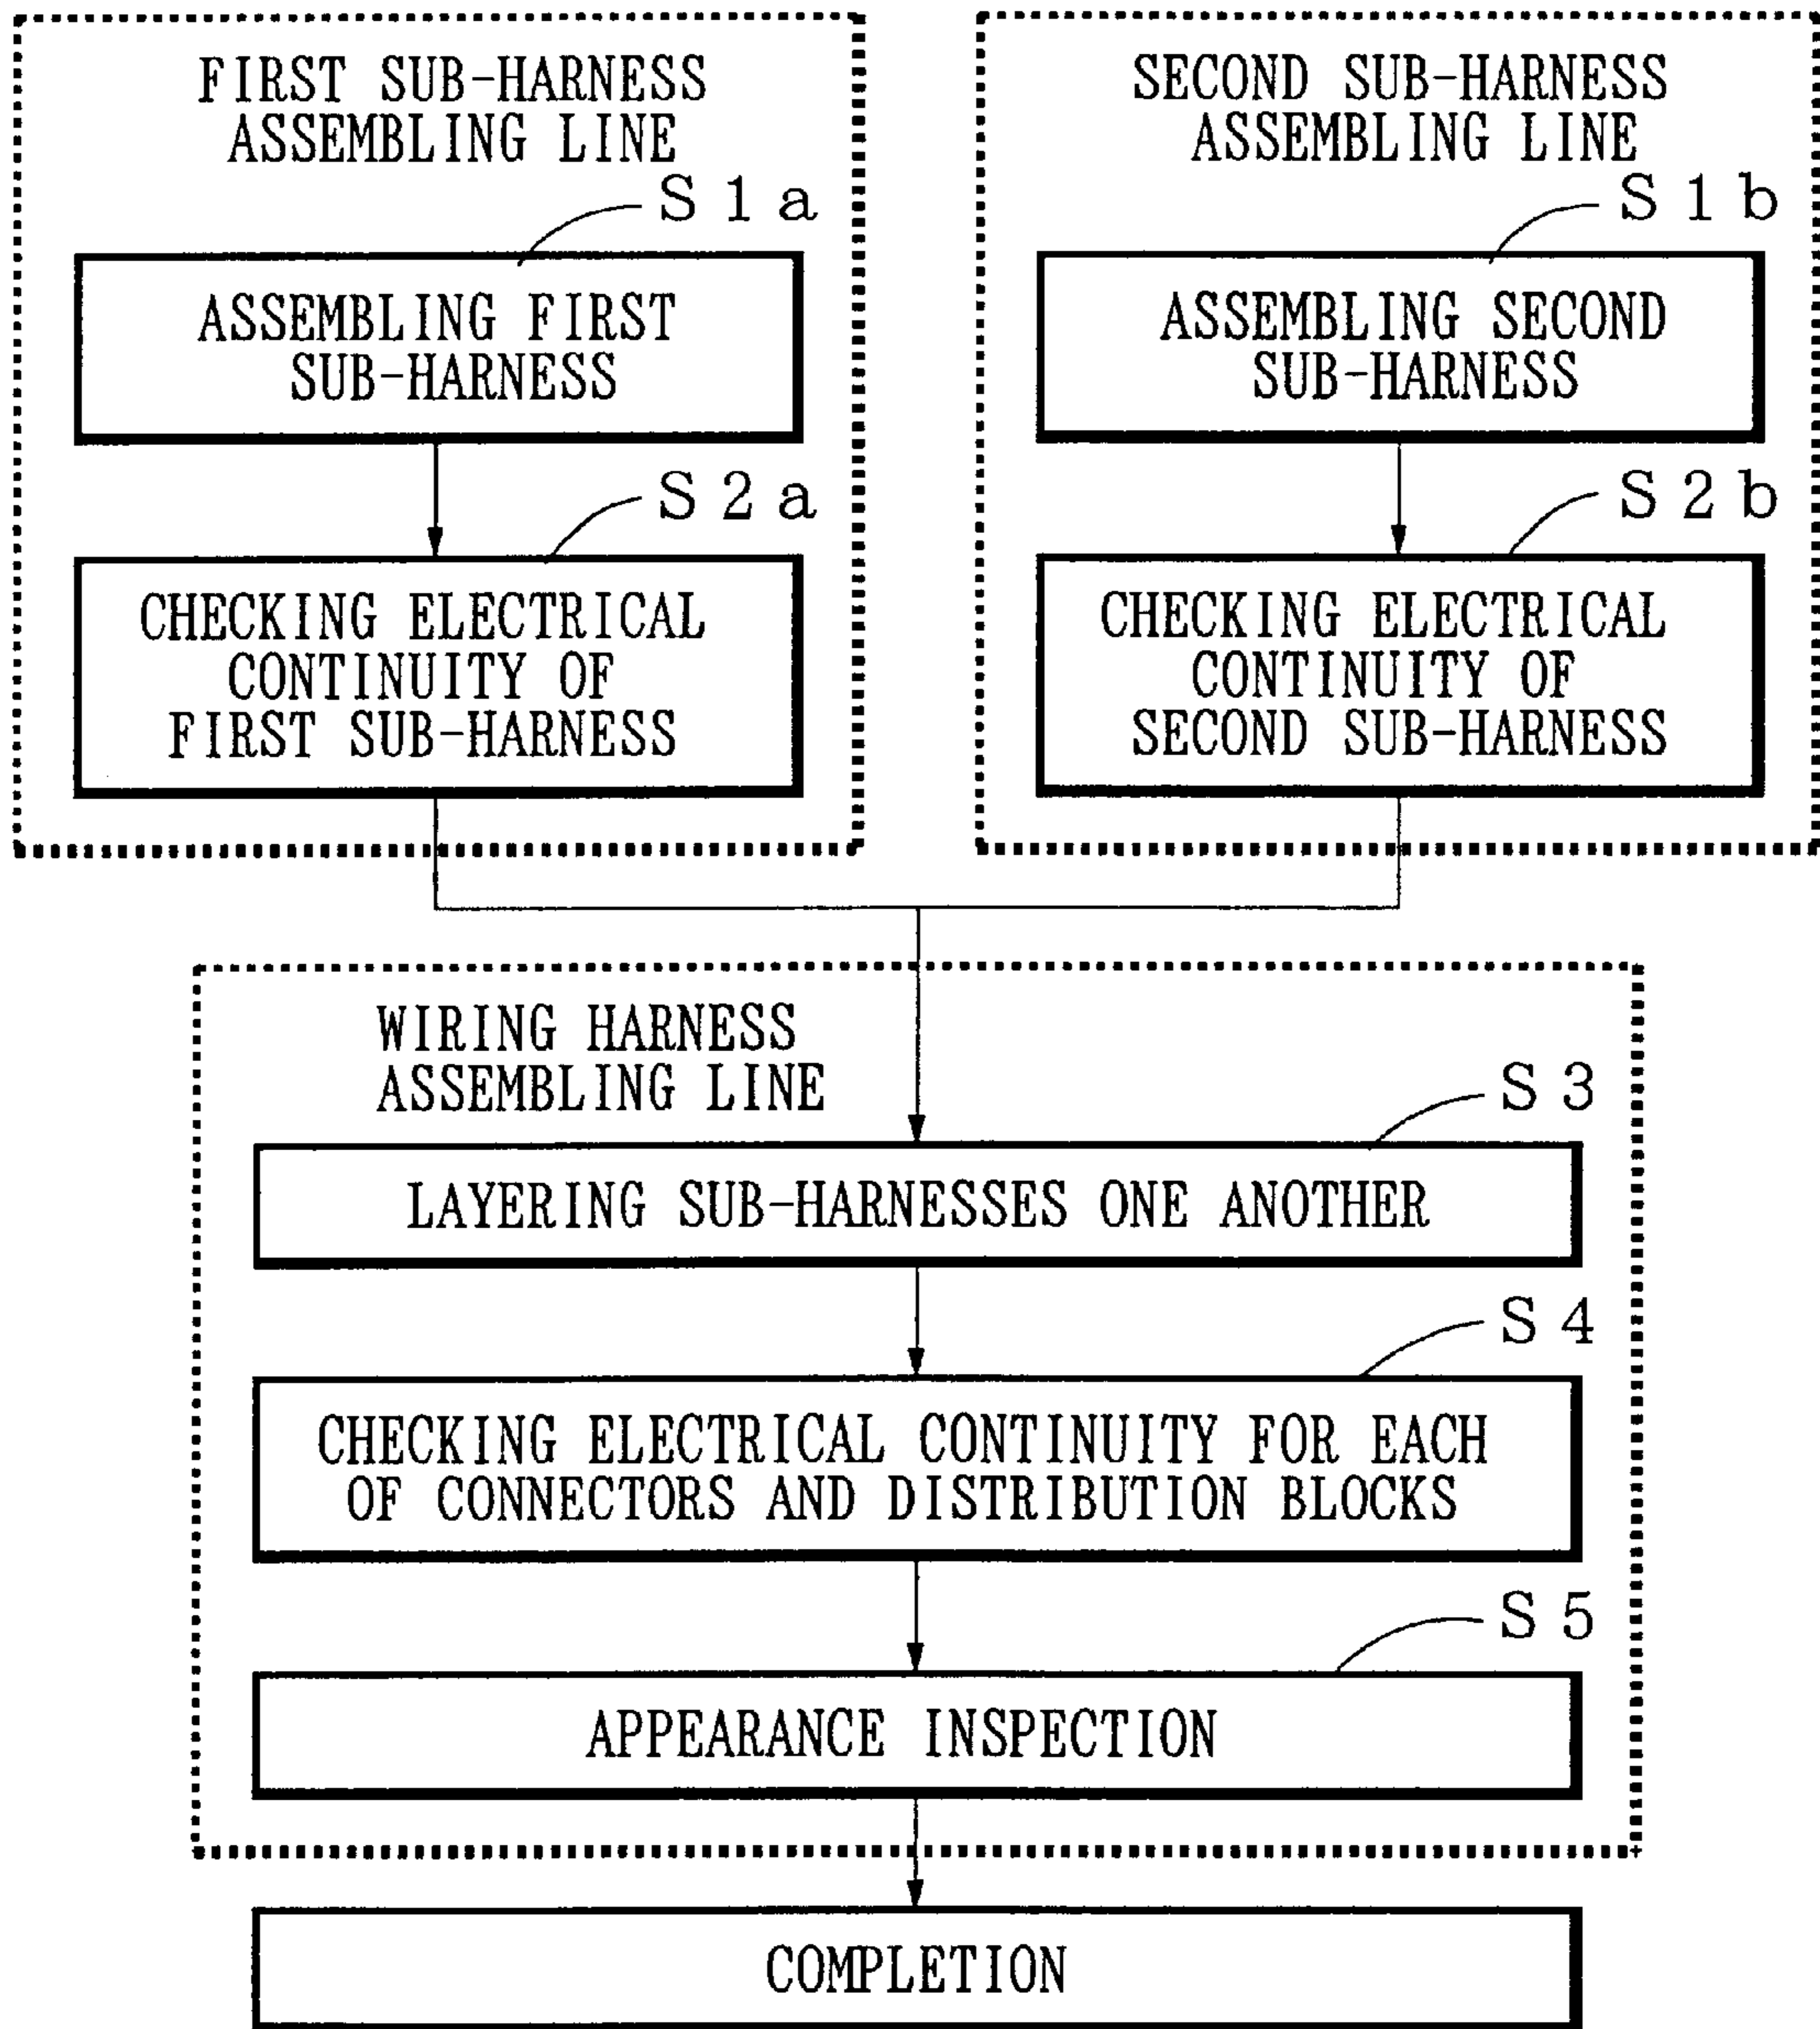 FIRST SUB-HARNESS
ASSEMBLING LINE
S1a
ASSEMBLING FIRST
SUB-HARNESS
S2a
CHECKING ELECTRICAL
CONTINUITY OF
FIRST SUB-HARNESS
SECOND SUB-HARNESS
ASSEMBLING LINE
S1b
ASSEMBLING SECOND
SUB-HARNESS
S2b
CHECKING ELECTRICAL
CONTINUITY OF
SECOND SUB-HARNESS
WIRING HARNESS
ASSEMBLING LINE
S3
LAYERING SUB-HARNESSES ONE ANOTHER
S4
CHECKING ELECTRICAL CONTINUITY FOR EACH
OF CONNECTORS AND DISTRIBUTION BLOCKS
S5
APPEARANCE INSPECTION
COMPLETION